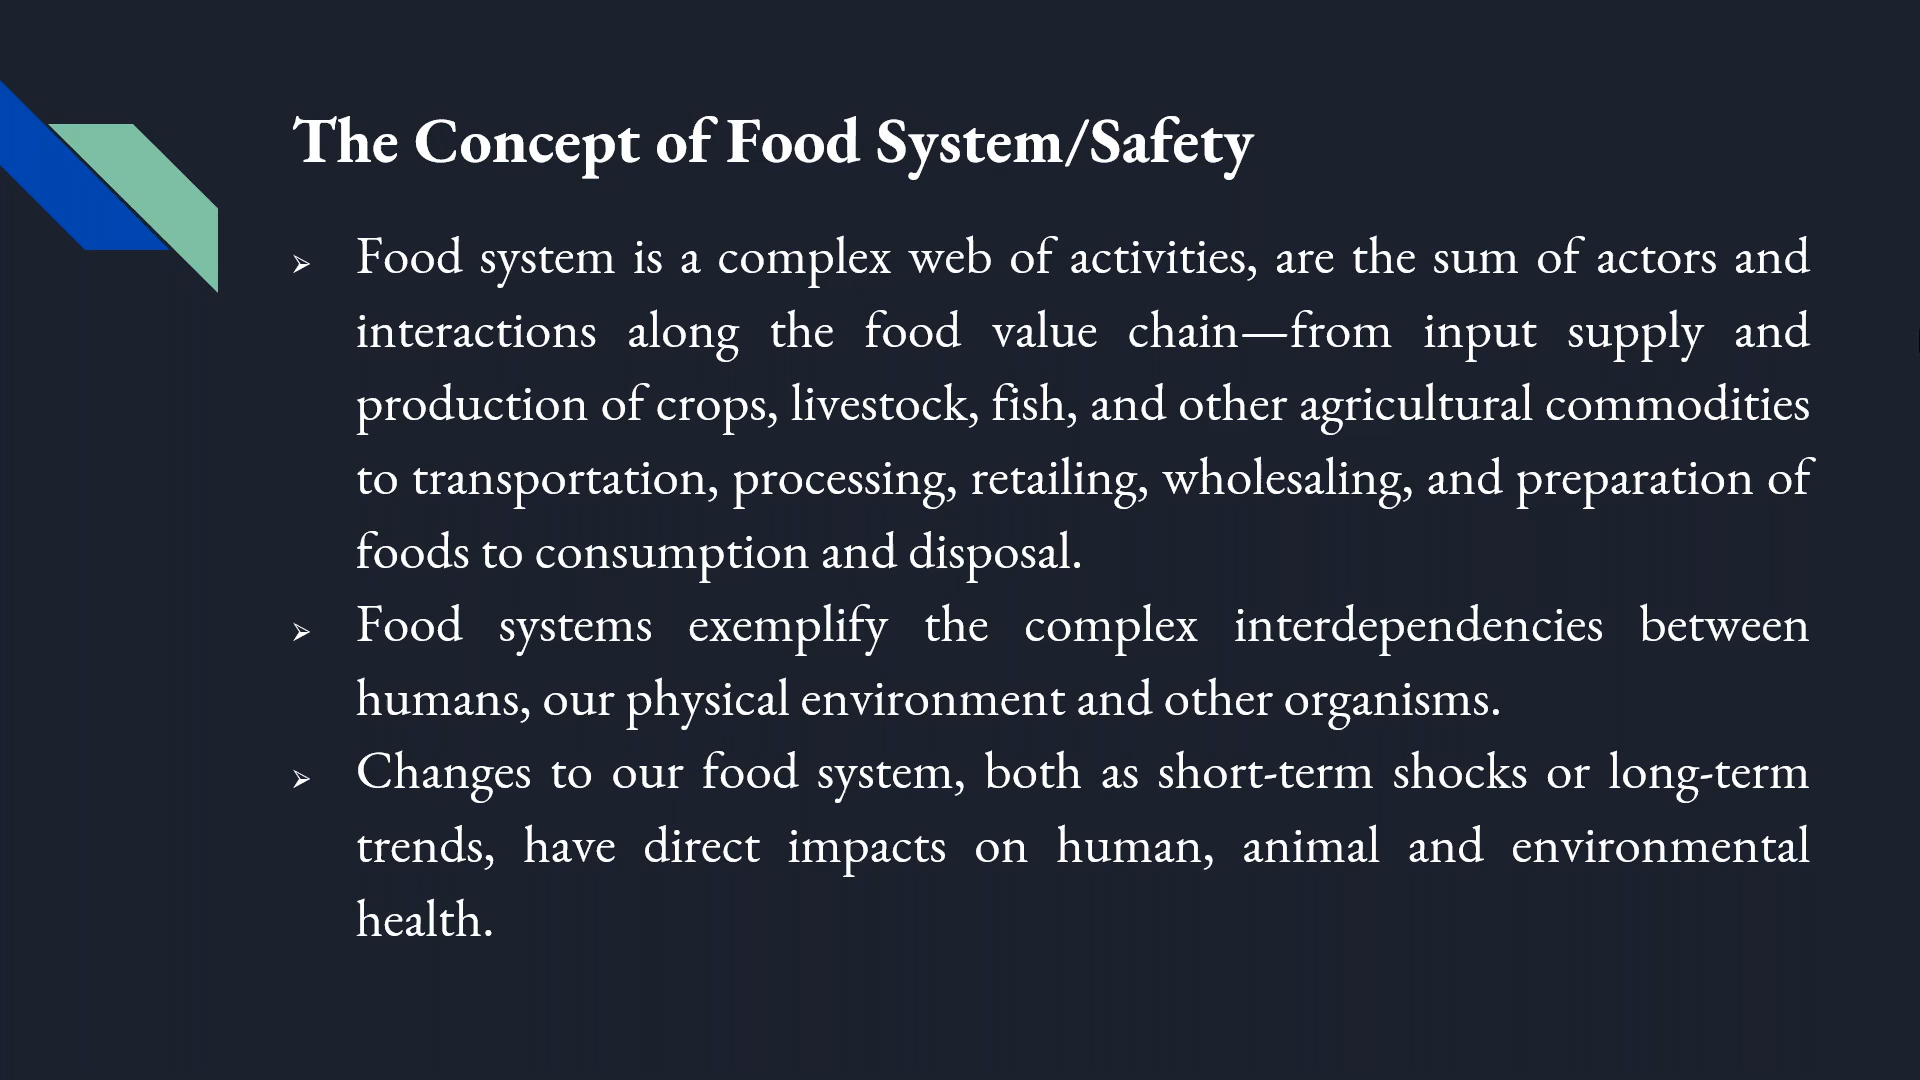 The Concept of Food System/Safety
➢ Food system is a complex web of activities, are the sum of actors and
interactions along the food value chain—from input supply and
production of crops, livestock, fish, and other agricultural commodities
to transportation, processing, retailing, wholesaling, and preparation of
foods to consumption and disposal.
➢ Food systems exemplify the complex interdependencies between
humans, our physical environment and other organisms.
➢ Changes to our food system, both as short-term shocks or long-term
trends, have direct impacts on human, animal and environmental
health.